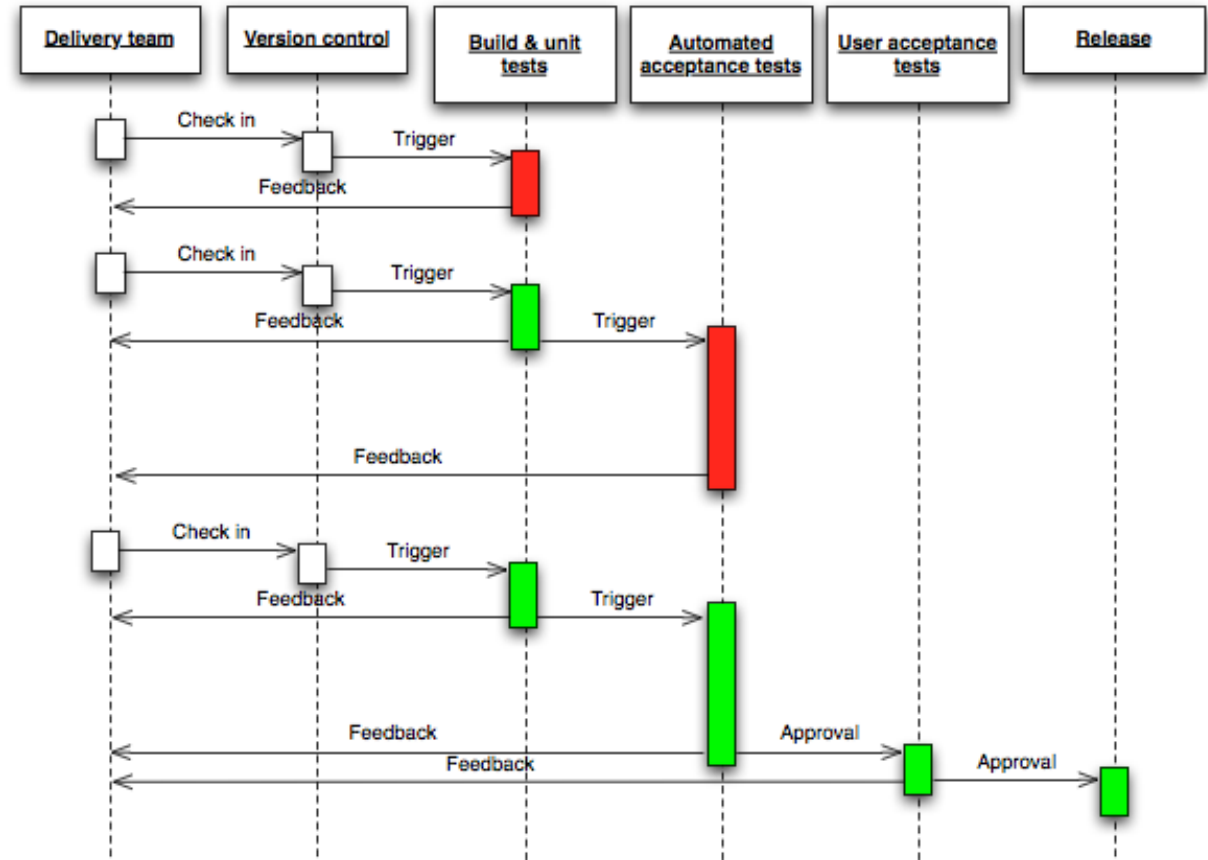 Delivery team
Version control
Build & unit
tests
Automated
acceptance tests
User acceptance
tests
Release
Check in
Trigger
Feedback
Check in
Trigger
Feedback
Trigger
Feedback
Check in
Trigger
Feedback
Trigger
Feedback
Approval
Feedback
Approval